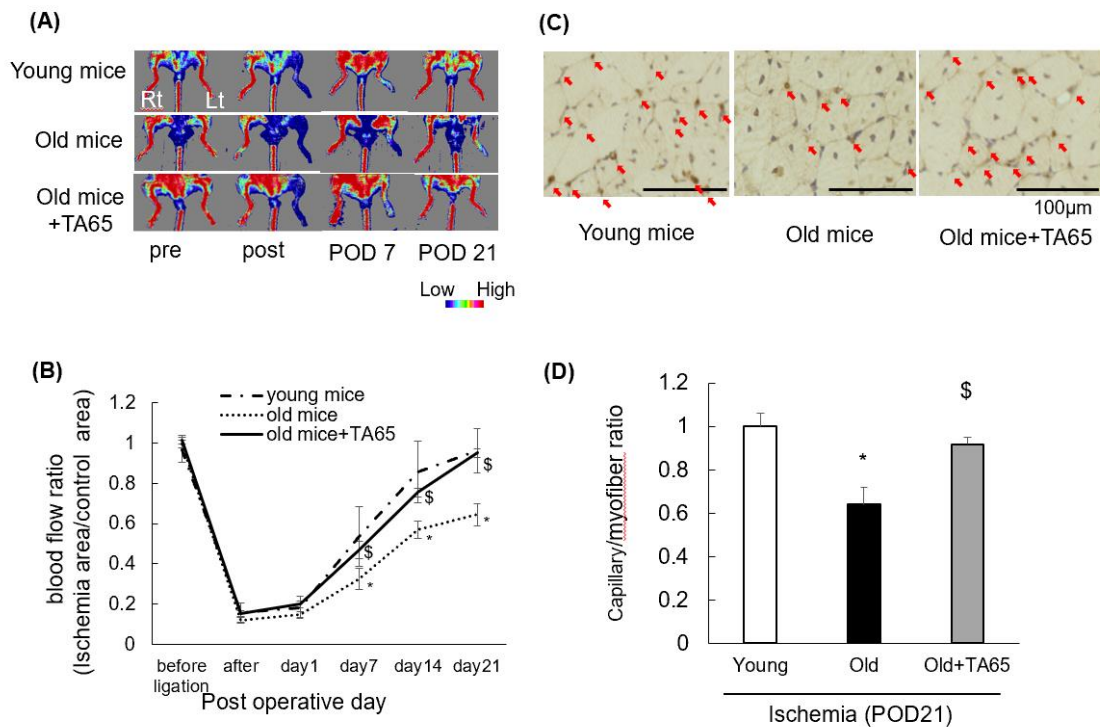 (A)
Young mice
Rt Lt
Old mice
Old mice
+TA65
pre post POD 7 POD 21
Low High
(C)
100μm
Young mice Old mice Old mice+TA65
(B)
young mice
old mice
old mice+TA65
blood flow ratio
(Ischemia area/control area)
1.2
1
0.8
0.6
0.4
0.2
0
$
$
$
*
*
*
before
ligation
after day1 day7 day14 day21
Post operative day
(D)
Capillary/myofiber ratio
1.2
1
0.8
0.6
0.4
0.2
0
*
$
Young Old Old+TA65
Ischemia (POD21)